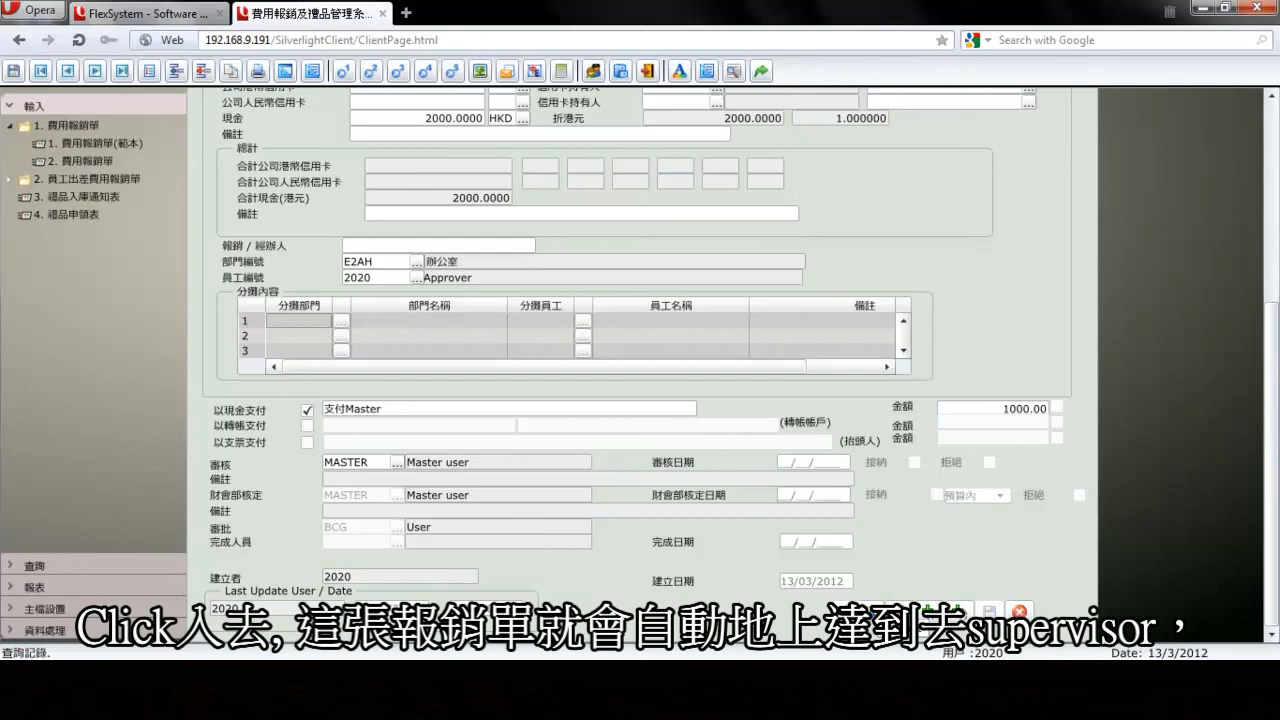 Opera
FlexSystem - Software ...
費用報銷及禮品管理系...
Web
192.168.9.191/SilverlightClient/ClientPage.html
Search with Google
輸入
1. 費用報銷單
1. 費用報銷單(範本)
2. 費用報銷單
2. 員工出差費用報銷單
3. 禮品入庫通知表
4. 禮品申領表
查詢
報表
主檔設置
資料處理
公司人民幣信用卡 ... 信用卡持有人 ... ...
現金 2000.0000 HKD ... 折港元 2000.0000 1.000000
備註
總計
合計公司港幣信用卡
合計公司人民幣信用卡
合計現金(港元) 2000.0000
備註
報銷 / 經辦人
部門編號 E2AH ... 辦公室
員工編號 2020 ... Approver
分攤內容
分攤部門 部門名稱 分攤員工 員工名稱 備註
1 ... ...
2 ... ...
3 ... ...
以現金支付 ✓ 支付Master 金額 1000.00
以轉帳支付 (轉帳帳戶) 金額
以支票支付 (抬頭人) 金額
審核 MASTER ... Master user 審核日期 __/__/____ 接納 拒絕
備註
財會部核定 MASTER ... Master user 財會部核定日期 __/__/____ 接納 預算內 拒絕
備註
審批 BCG ... User
完成人員 ... 完成日期 __/__/____
建立者 2020 建立日期 13/03/2012
Last Update User / Date
2020
Click入去, 這張報銷單就會自動地上達到去supervisor，
查詢記錄. 用戶 :2020 Date: 13/3/2012